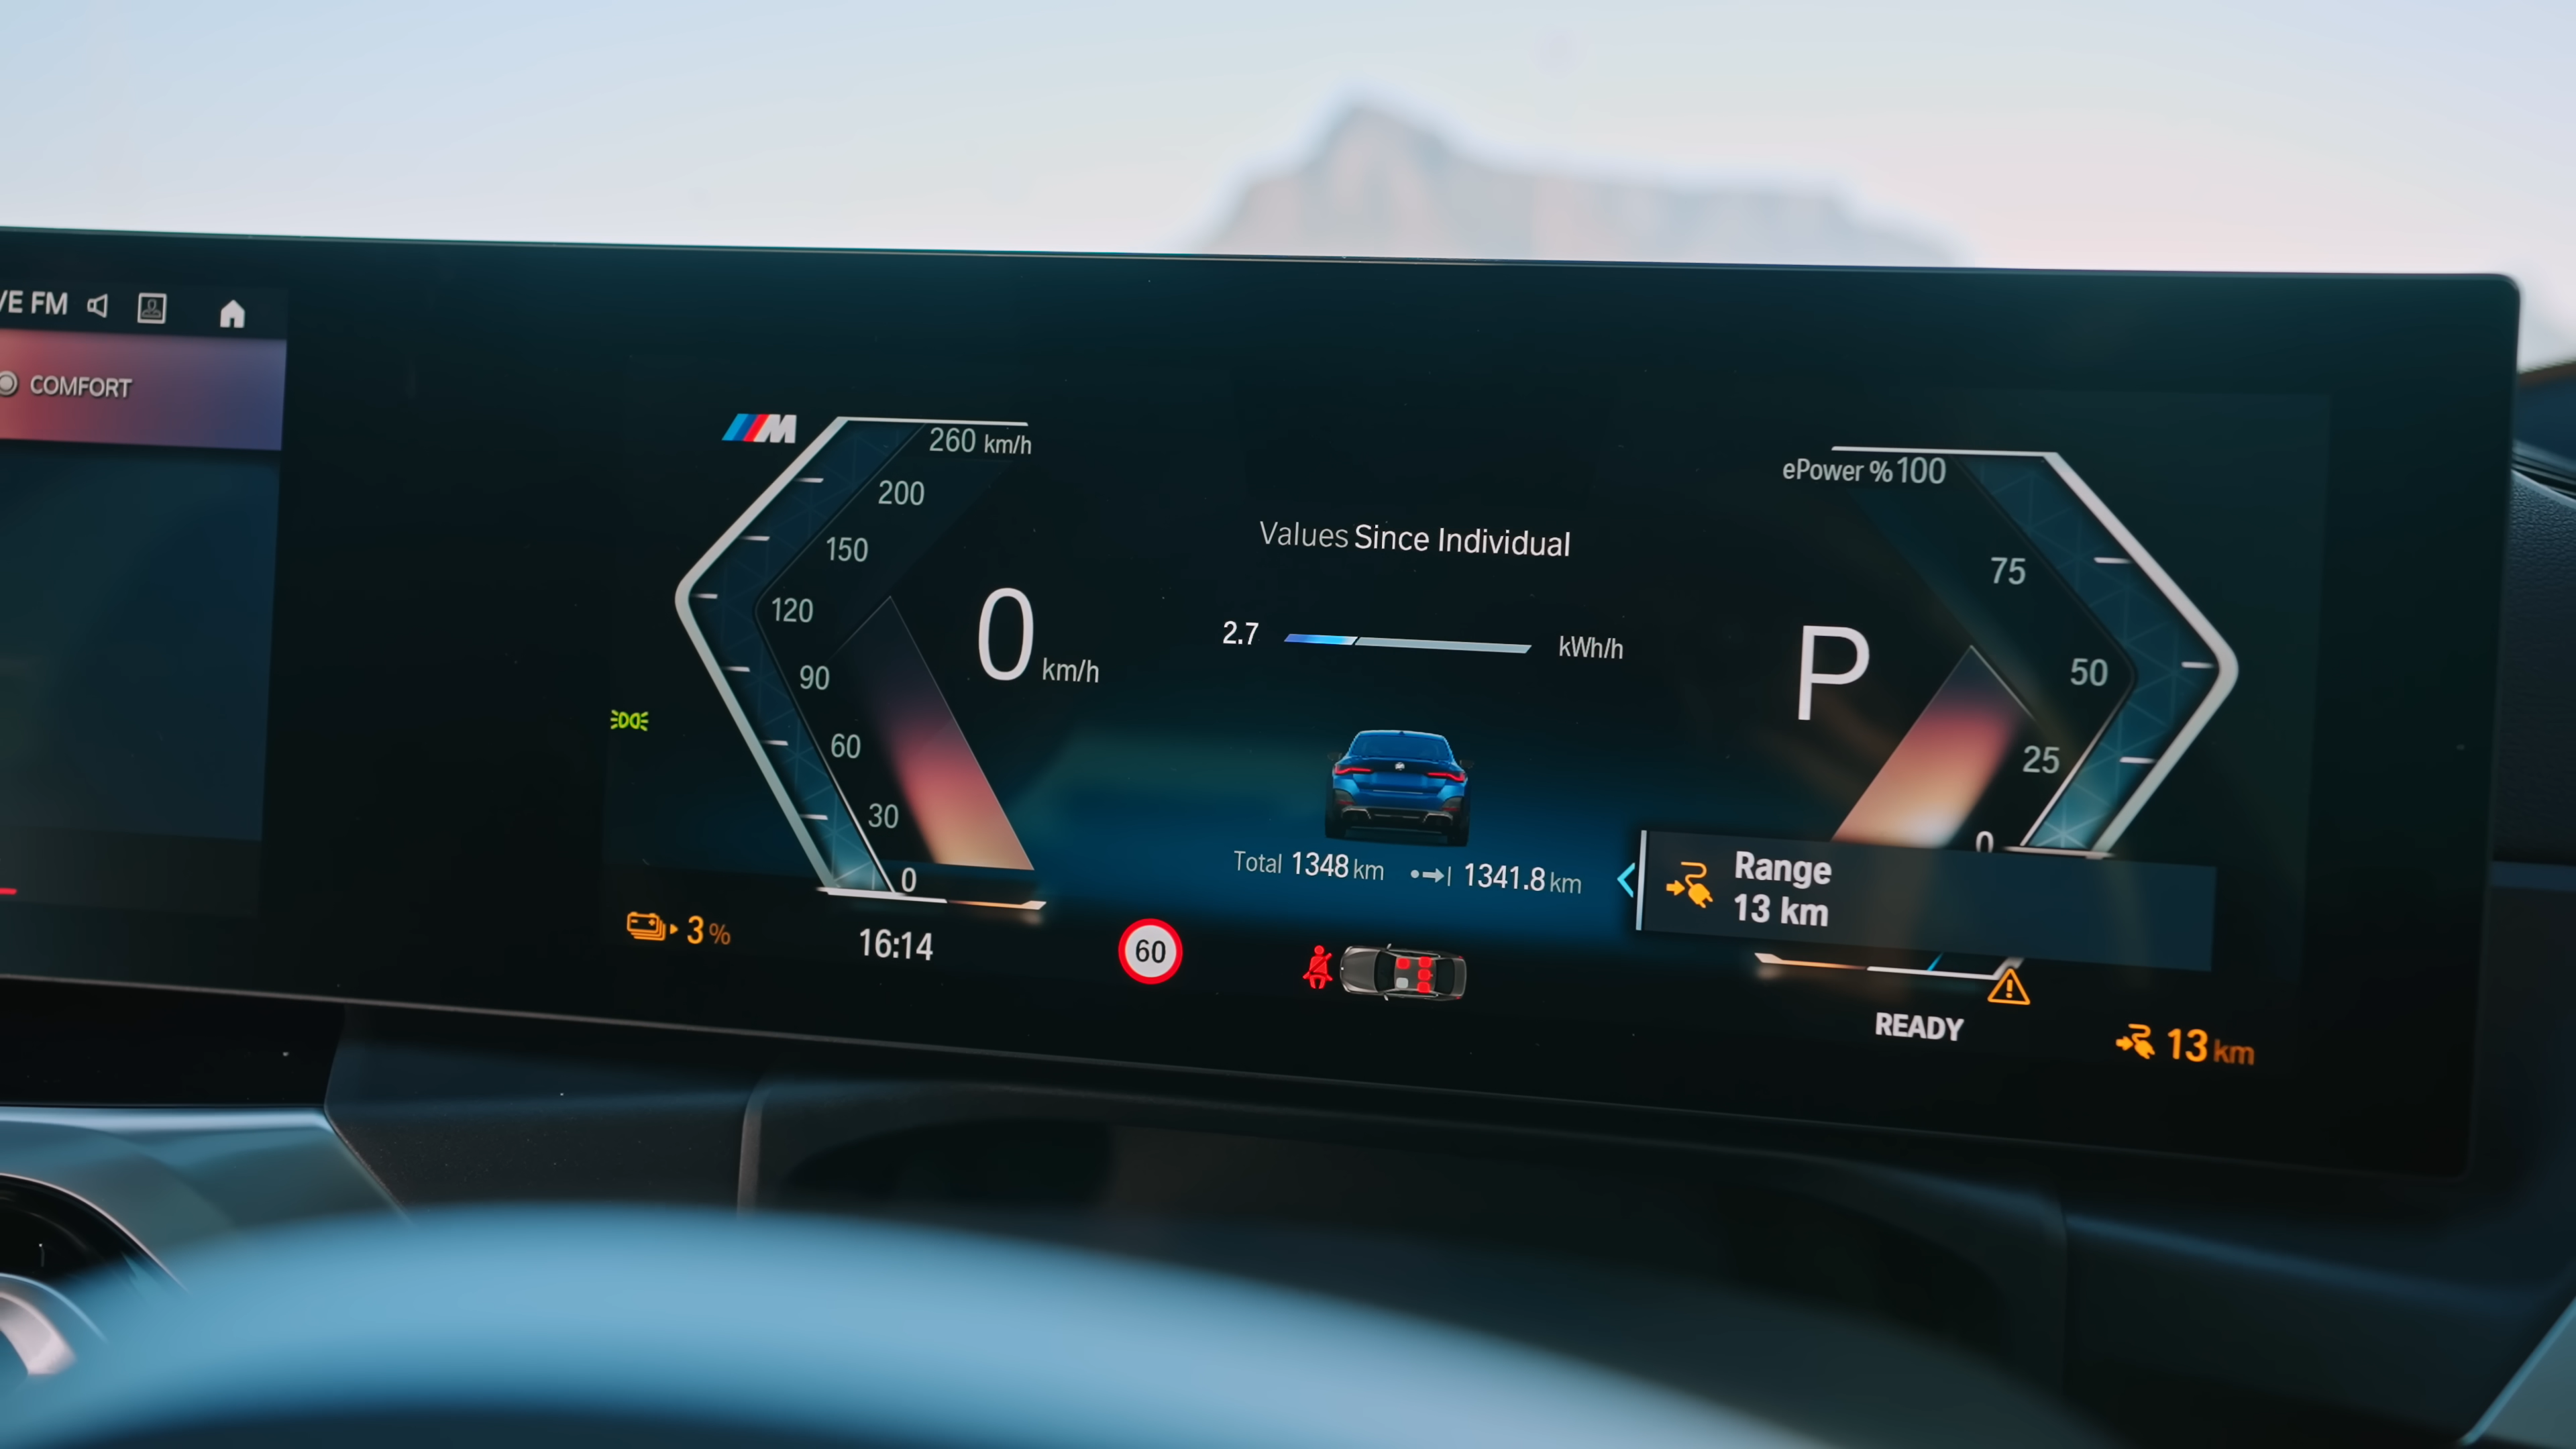 VE FM
COMFORT
M
260 km/h
200
150
120
90
60
30
0
0 km/h
Values Since Individual
2.7 kWh/h
Total 1348 km 1341.8 km
ePower % 100
75
50
25
0
P
Range
13 km
3 %
16:14
60
READY
13 km